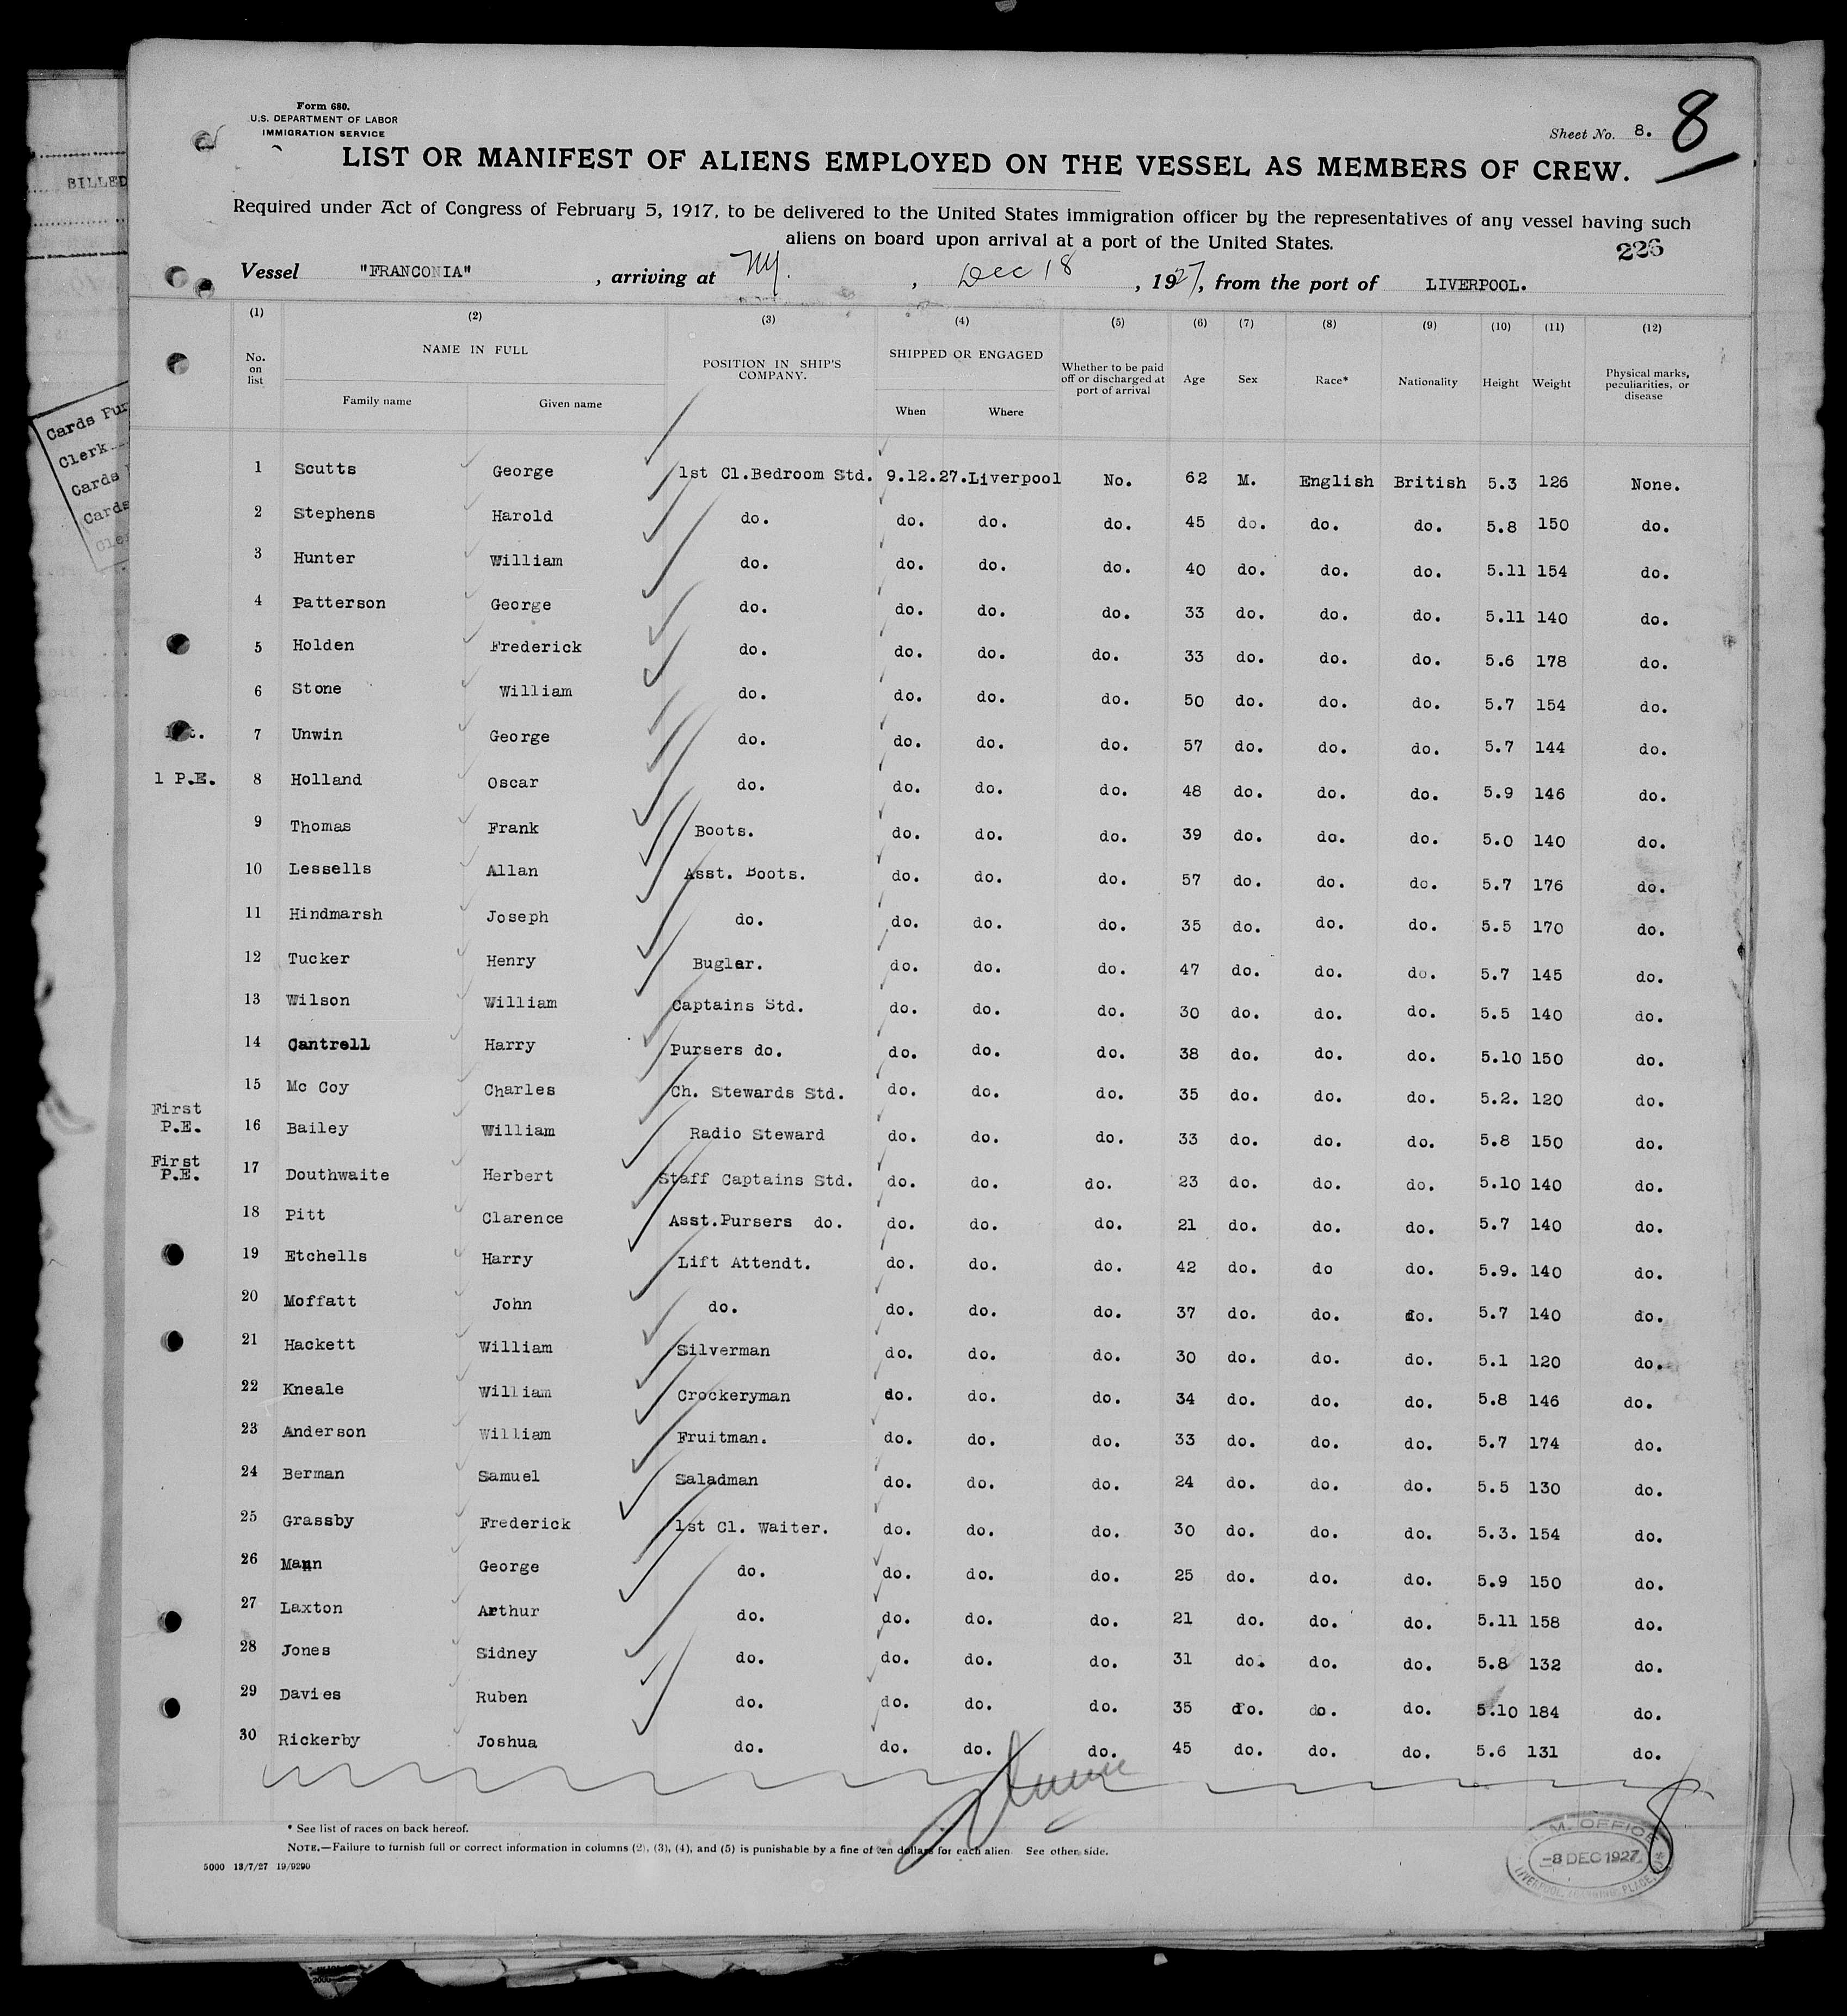 Form 680.
U.S. DEPARTMENT OF LABOR
IMMIGRATION SERVICE
Sheet No. 8. 8
LIST OR MANIFEST OF ALIENS EMPLOYED ON THE VESSEL AS MEMBERS OF CREW.
Required under Act of Congress of February 5, 1917, to be delivered to the United States immigration officer by the representatives of any vessel having such
aliens on board upon arrival at a port of the United States.
226
Vessel "FRANCONIA" , arriving at NY. , Dec 18 , 1927, from the port of LIVERPOOL.
(1) (2) (3) (4) (5) (6) (7) (8) (9) (10) (11) (12)
No. on list NAME IN FULL POSITION IN SHIP'S COMPANY. SHIPPED OR ENGAGED Whether to be paid off or discharged at port of arrival Age Sex Race* Nationality Height Weight Physical marks, peculiarities, or disease
Family name Given name When Where
1 Scutts George 1st Cl.Bedroom Std. 9.12.27. Liverpool No. 62 M. English British 5.3 126 None.
2 Stephens Harold do. do. do. do. 45 do. do. do. 5.8 150 do.
3 Hunter William do. do. do. do. 40 do. do. do. 5.11 154 do.
4 Patterson George do. do. do. do. 33 do. do. do. 5.11 140 do.
5 Holden Frederick do. do. do. do. 33 do. do. do. 5.6 178 do.
6 Stone William do. do. do. do. 50 do. do. do. 5.7 154 do.
7 Unwin George do. do. do. do. 57 do. do. do. 5.7 144 do.
1 P.E. 8 Holland Oscar do. do. do. do. 48 do. do. do. 5.9 146 do.
9 Thomas Frank Boots. do. do. do. 39 do. do. do. 5.0 140 do.
10 Lessells Allan Asst. Boots. do. do. do. 57 do. do. do. 5.7 176 do.
11 Hindmarsh Joseph do. do. do. do. 35 do. do. do. 5.5 170 do.
12 Tucker Henry Bugler. do. do. do. 47 do. do. do. 5.7 145 do.
13 Wilson William Captains Std. do. do. do. 30 do. do. do. 5.5 140 do.
14 Cantrell Harry Pursers do. do. do. do. 38 do. do. do. 5.10 150 do.
15 Mc Coy Charles Ch. Stewards Std. do. do. do. 35 do. do. do. 5.2. 120 do.
First P.E. 16 Bailey William Radio Steward do. do. do. 33 do. do. do. 5.8 150 do.
First P.E. 17 Douthwaite Herbert Staff Captains Std. do. do. do. 23 do. do. do. 5.10 140 do.
18 Pitt Clarence Asst.Pursers do. do. do. do. 21 do. do. do. 5.7 140 do.
19 Etchells Harry Lift Attendt. do. do. do. 42 do. do do. 5.9. 140 do.
20 Moffatt John do. do. do. do. 37 do. do. do. 5.7 140 do.
21 Hackett William Silverman do. do. do. 30 do. do. do. 5.1 120 do.
22 Kneale William Crockeryman do. do. do. 34 do. do. do. 5.8 146 do.
23 Anderson William Fruitman. do. do. do. 33 do. do. do. 5.7 174 do.
24 Berman Samuel Saladman do. do. do. 24 do. do. do. 5.5 130 do.
25 Grassby Frederick 1st Cl. Waiter. do. do. do. 30 do. do. do. 5.3. 154 do.
26 Mann George do. do. do. do. 25 do. do. do. 5.9 150 do.
27 Laxton Arthur do. do. do. do. 21 do. do. do. 5.11 158 do.
28 Jones Sidney do. do. do. do. 31 do. do. do. 5.8 132 do.
29 Davies Ruben do. do. do. do. 35 do. do. do. 5.10 184 do.
30 Rickerby Joshua do. do. do. do. 45 do. do. do. 5.6 131 do.
* See list of races on back hereof.
NOTE.—Failure to furnish full or correct information in columns (2), (3), (4), and (5) is punishable by a fine of ten dollars for each alien. See other side.
5000 13/7/27 19/9290
M. OFFICE
-8 DEC 1927
LIVERPOOL
BILLED
Cards Fur
Clerk
Cards
Cards
Cler